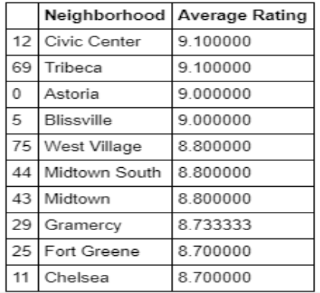 Neighborhood Average Rating
12 Civic Center 9.100000
69 Tribeca 9.100000
0 Astoria 9.000000
5 Blissville 9.000000
75 West Village 8.800000
44 Midtown South 8.800000
43 Midtown 8.800000
29 Gramercy 8.733333
25 Fort Greene 8.700000
11 Chelsea 8.700000